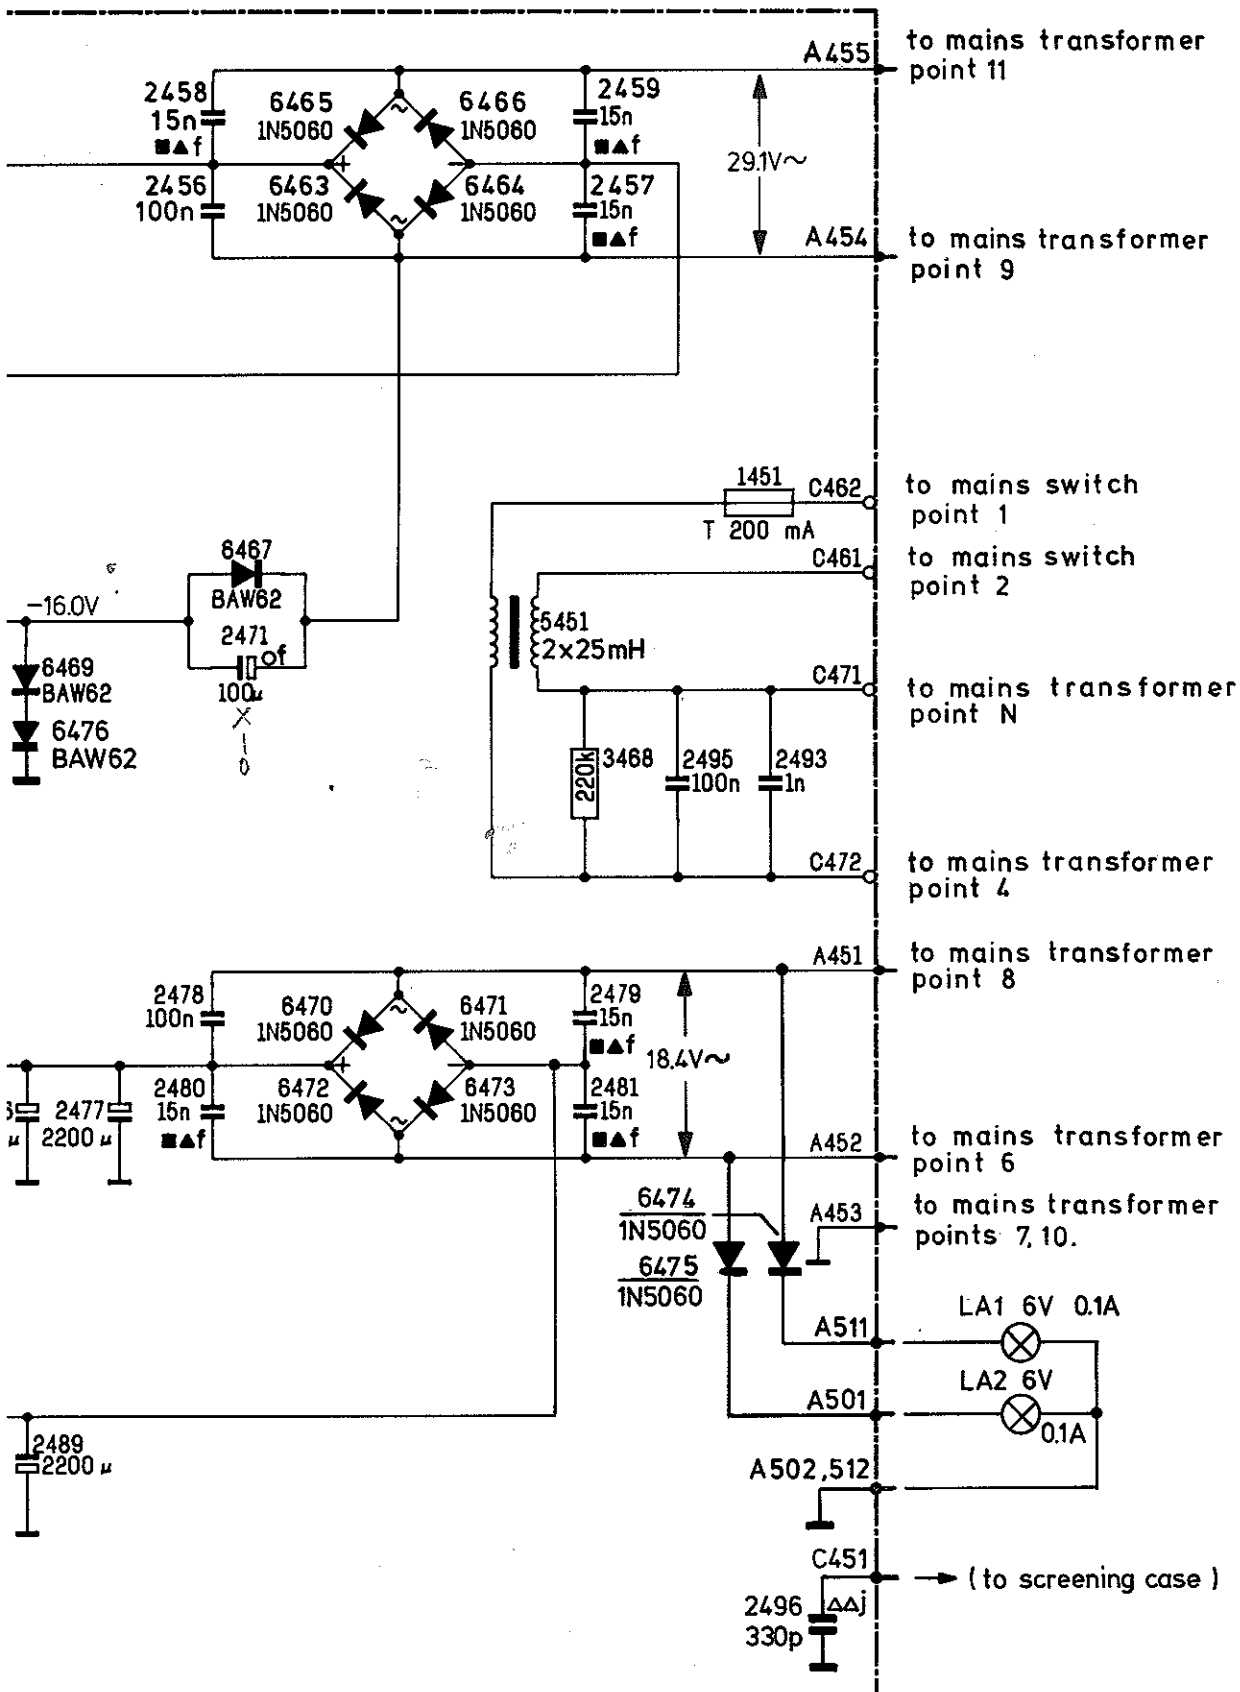 A455
to mains transformer
point 11
2458
15n
■▲f
6465
1N5060
6466
1N5060
2459
15n
■▲f
~
+
−
29.1V~
2456
100n
6463
1N5060
6464
1N5060
2457
15n
■▲f
~
A454
to mains transformer
point 9
1451
T 200 mA
C462
to mains switch
point 1
C461
to mains switch
point 2
6467
BAW62
-16.0V
2471
Of
100µ
5451
2x25mH
6469
BAW62
6476
BAW62
C471
to mains transformer
point N
220k
3468
2495
100n
2493
1n
C472
to mains transformer
point 4
A451
to mains transformer
point 8
2478
100n
6470
1N5060
6471
1N5060
2479
15n
■▲f
~
+
−
18.4V~
2477
2200 µ
2480
15n
■▲f
6472
1N5060
6473
1N5060
2481
15n
■▲f
~
µ
A452
to mains transformer
point 6
6474
1N5060
A453
to mains transformer
points 7, 10.
6475
1N5060
LA1 6V 0.1A
A511
LA2 6V
0.1A
A501
2489
2200 µ
A502,512
C451
(to screening case)
2496
330p
△△j